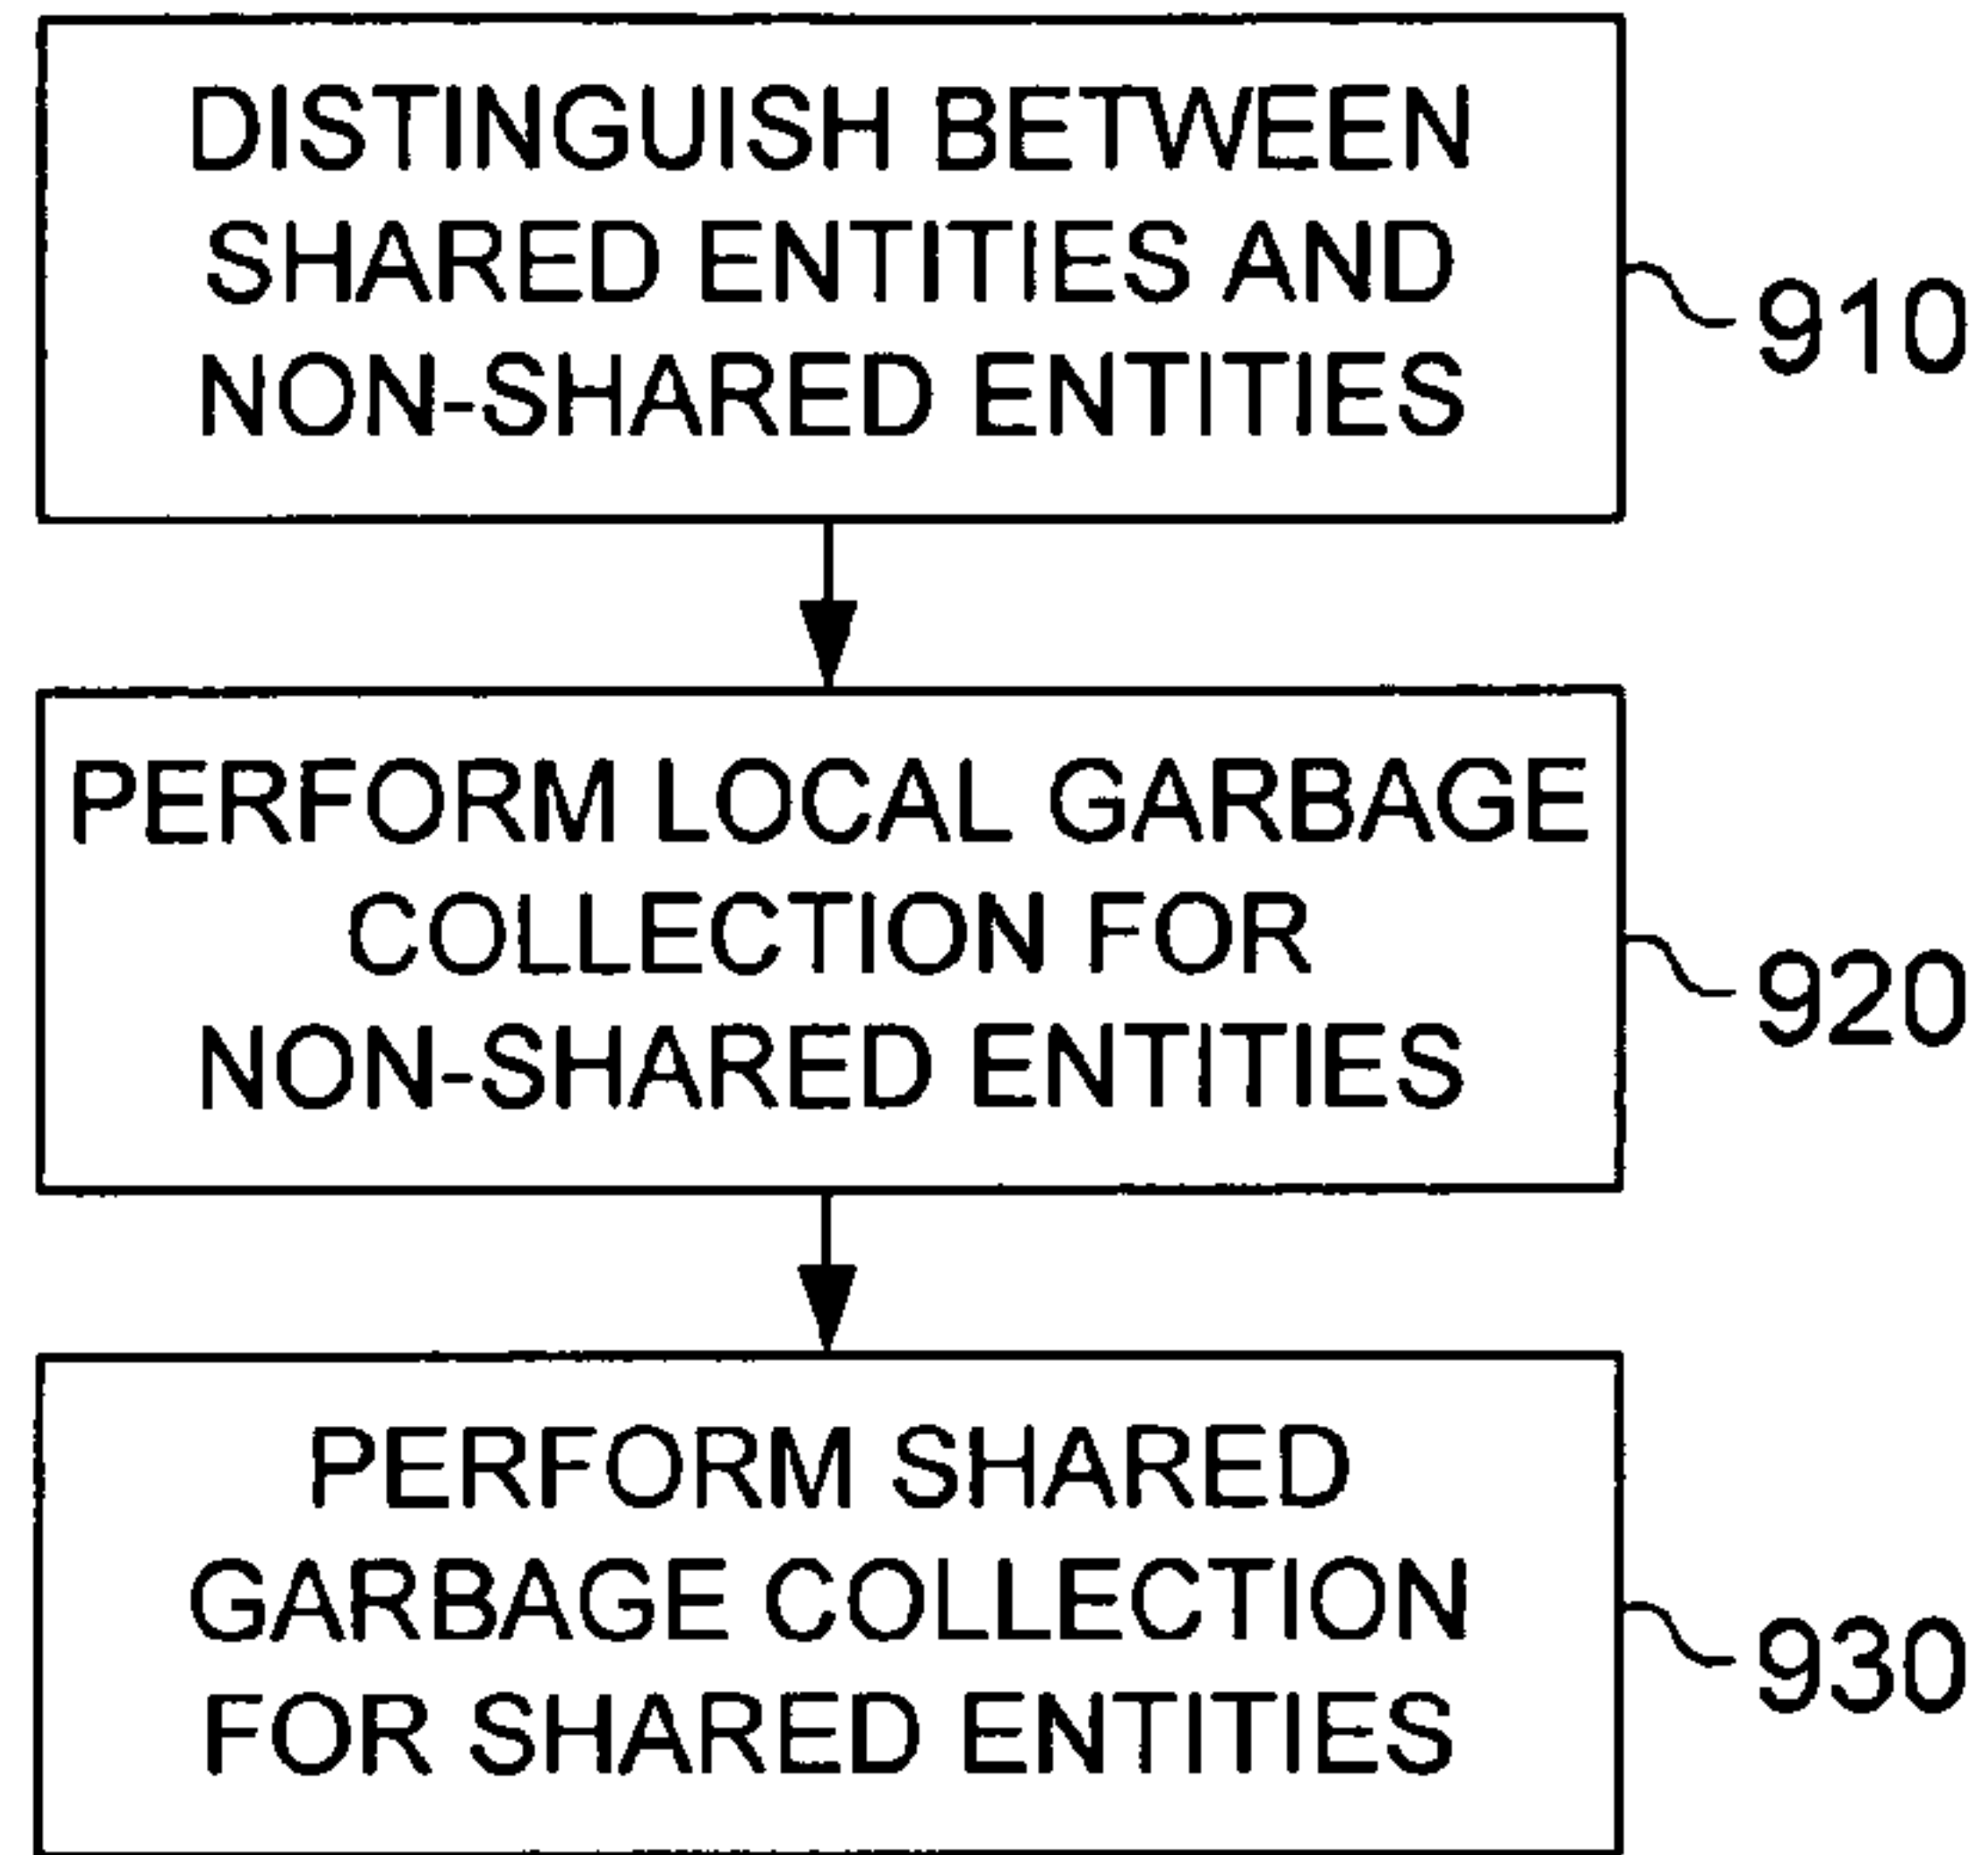 DISTINGUISH BETWEEN
SHARED ENTITIES AND
NON-SHARED ENTITIES
910
PERFORM LOCAL GARBAGE
COLLECTION FOR
NON-SHARED ENTITIES
920
PERFORM SHARED
GARBAGE COLLECTION
FOR SHARED ENTITIES
930